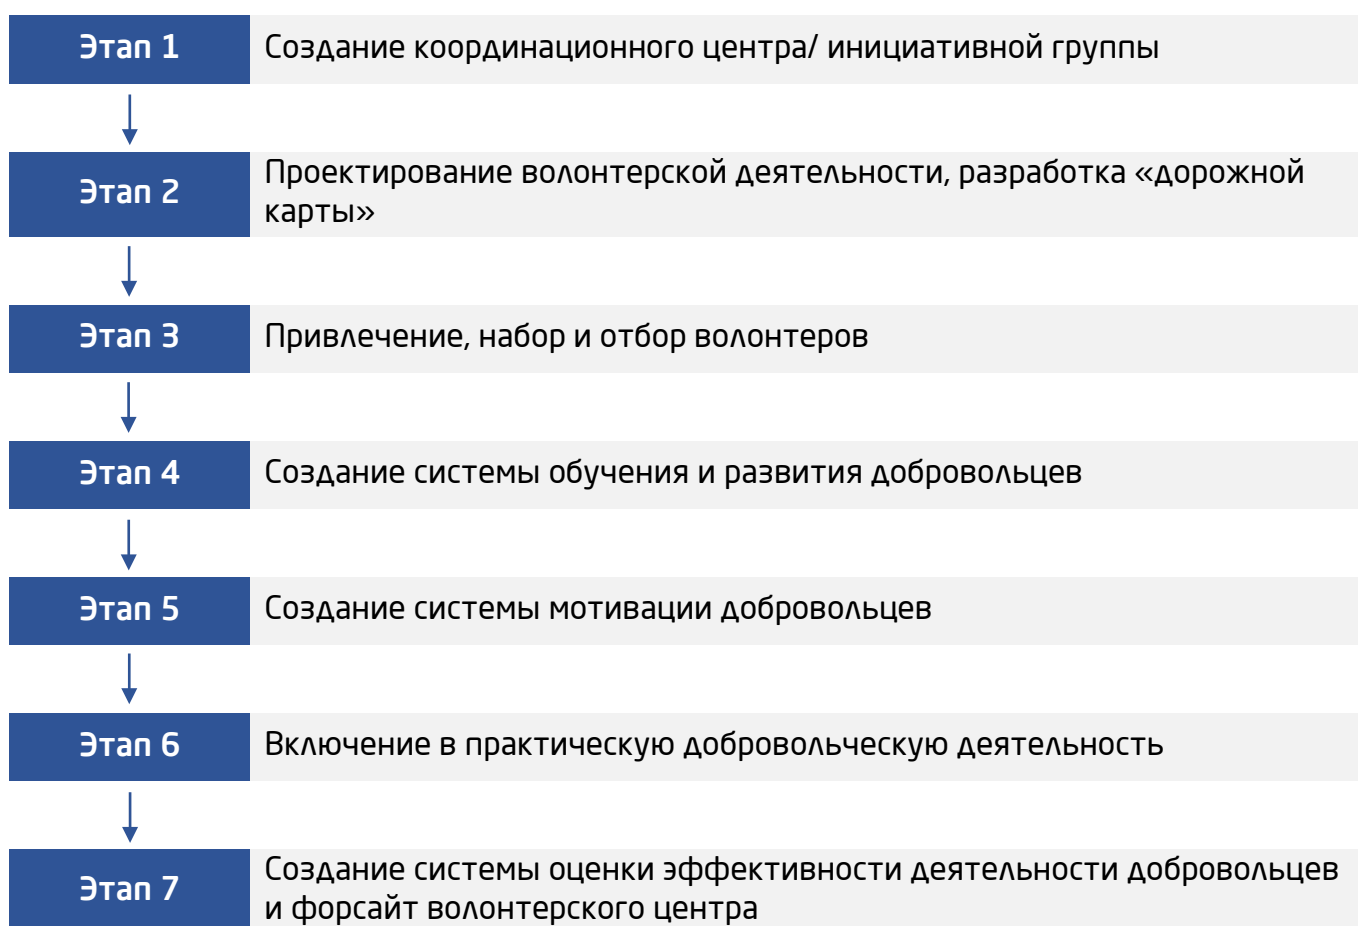 Этап 1
Создание координационного центра/ инициативной группы
Этап 2
Проектирование волонтерской деятельности, разработка «дорожной
карты»
Этап 3
Привлечение, набор и отбор волонтеров
Этап 4
Создание системы обучения и развития добровольцев
Этап 5
Создание системы мотивации добровольцев
Этап 6
Включение в практическую добровольческую деятельность
Этап 7
Создание системы оценки эффективности деятельности добровольцев
и форсайт волонтерского центра